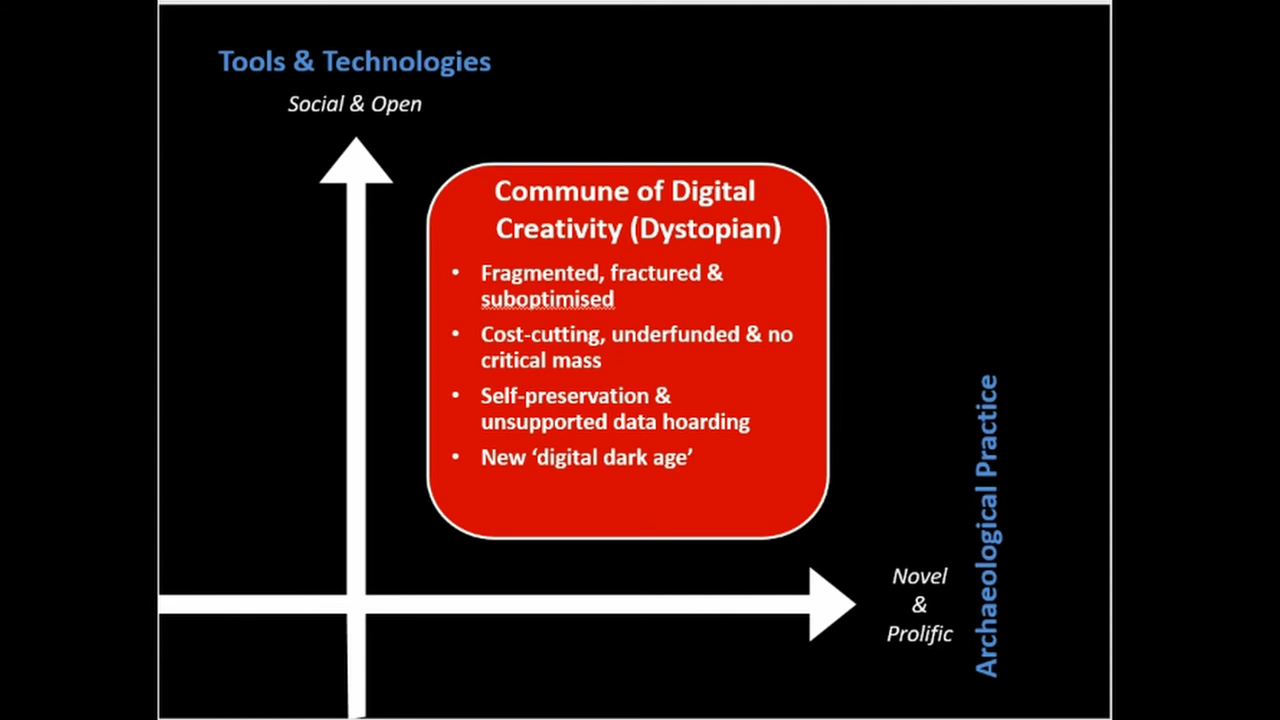 Tools & Technologies
Social & Open
Commune of Digital
Creativity (Dystopian)
• Fragmented, fractured &
suboptimised
• Cost-cutting, underfunded & no
critical mass
• Self-preservation &
unsupported data hoarding
• New ‘digital dark age’
Novel
&
Prolific
Archaeological Practice